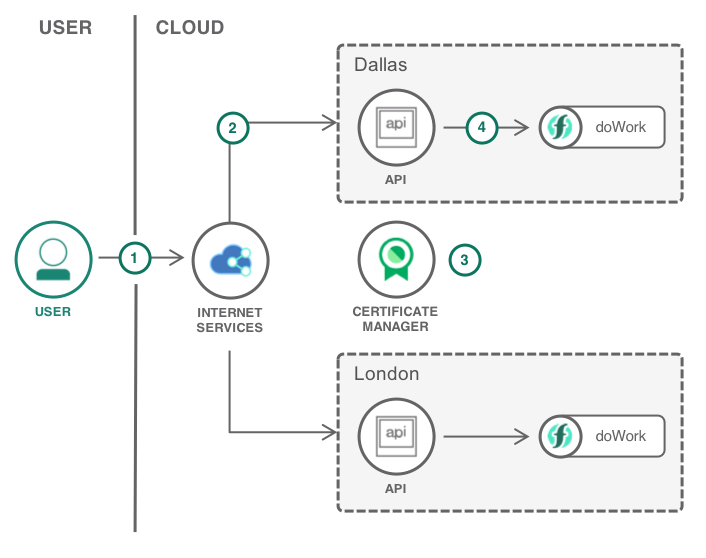 USER
CLOUD
Dallas
api
API
2
4
doWork
1
USER
INTERNET
SERVICES
CERTIFICATE
MANAGER
3
London
api
API
doWork